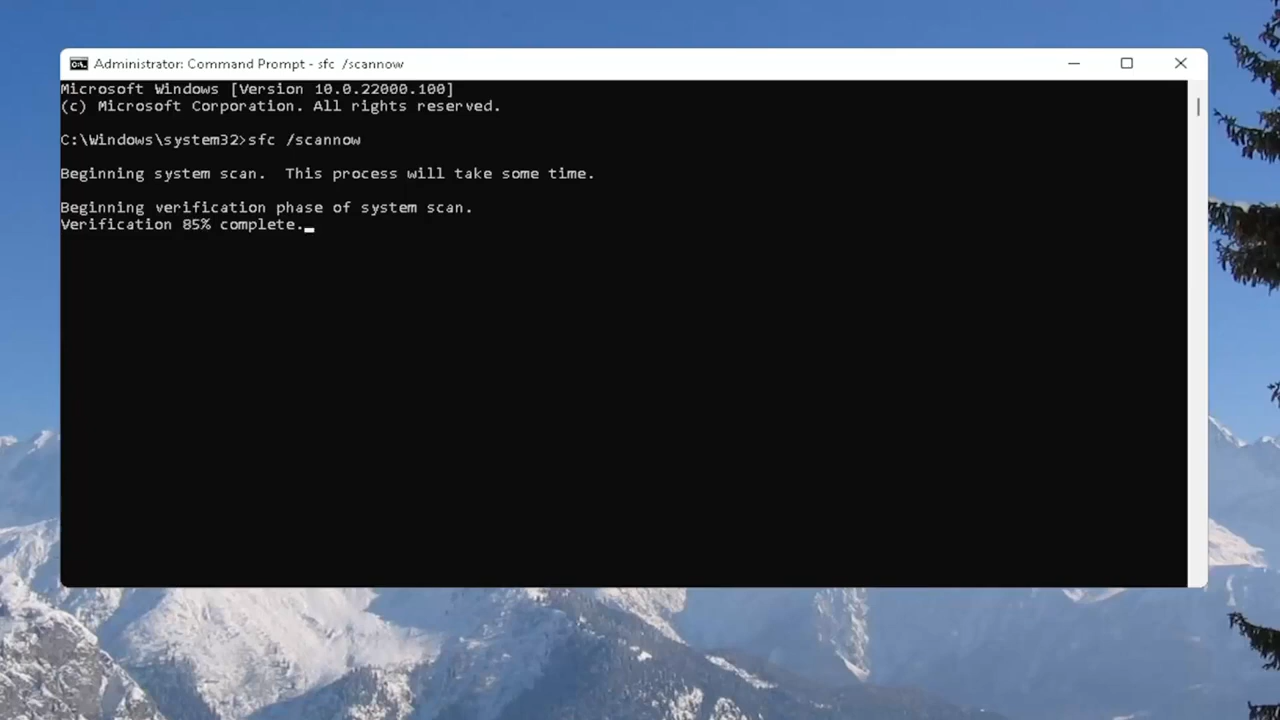 Administrator: Command Prompt - sfc  /scannow
Microsoft Windows [Version 10.0.22000.100]
(c) Microsoft Corporation. All rights reserved.
C:\Windows\system32>sfc /scannow
Beginning system scan.  This process will take some time.
Beginning verification phase of system scan.
Verification 85% complete.